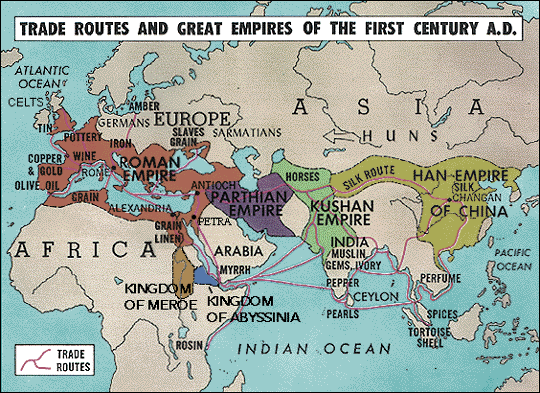 TRADE ROUTES AND GREAT EMPIRES OF THE FIRST CENTURY A.D.
ATLANTIC
OCEAN
CELTS
TIN
AMBER
GERMANS
EUROPE
SLAVES
GRAIN
SARMATIANS
ASIA
HUNS
POTTERY
IRON
WINE
COPPER
& GOLD
OLIVE OIL
ROME
ROMAN
EMPIRE
GRAIN
ANTIOCH
ALEXANDRIA
PETRA
GRAIN
LINEN
PARTHIAN
EMPIRE
HORSES
SILK ROUTE
KUSHAN
EMPIRE
HAN EMPIRE
SILK
CHANGAN
OF CHINA
INDIA
MUSLIN
GEMS, IVORY
ARABIA
MYRRH
AFRICA
KINGDOM
OF MEROE
KINGDOM
OF ABYSSINIA
PEPPER
CEYLON
PEARLS
PERFUME
PACIFIC
OCEAN
SPICES
TORTOISE
SHELL
ROSIN
INDIAN OCEAN
TRADE
ROUTES